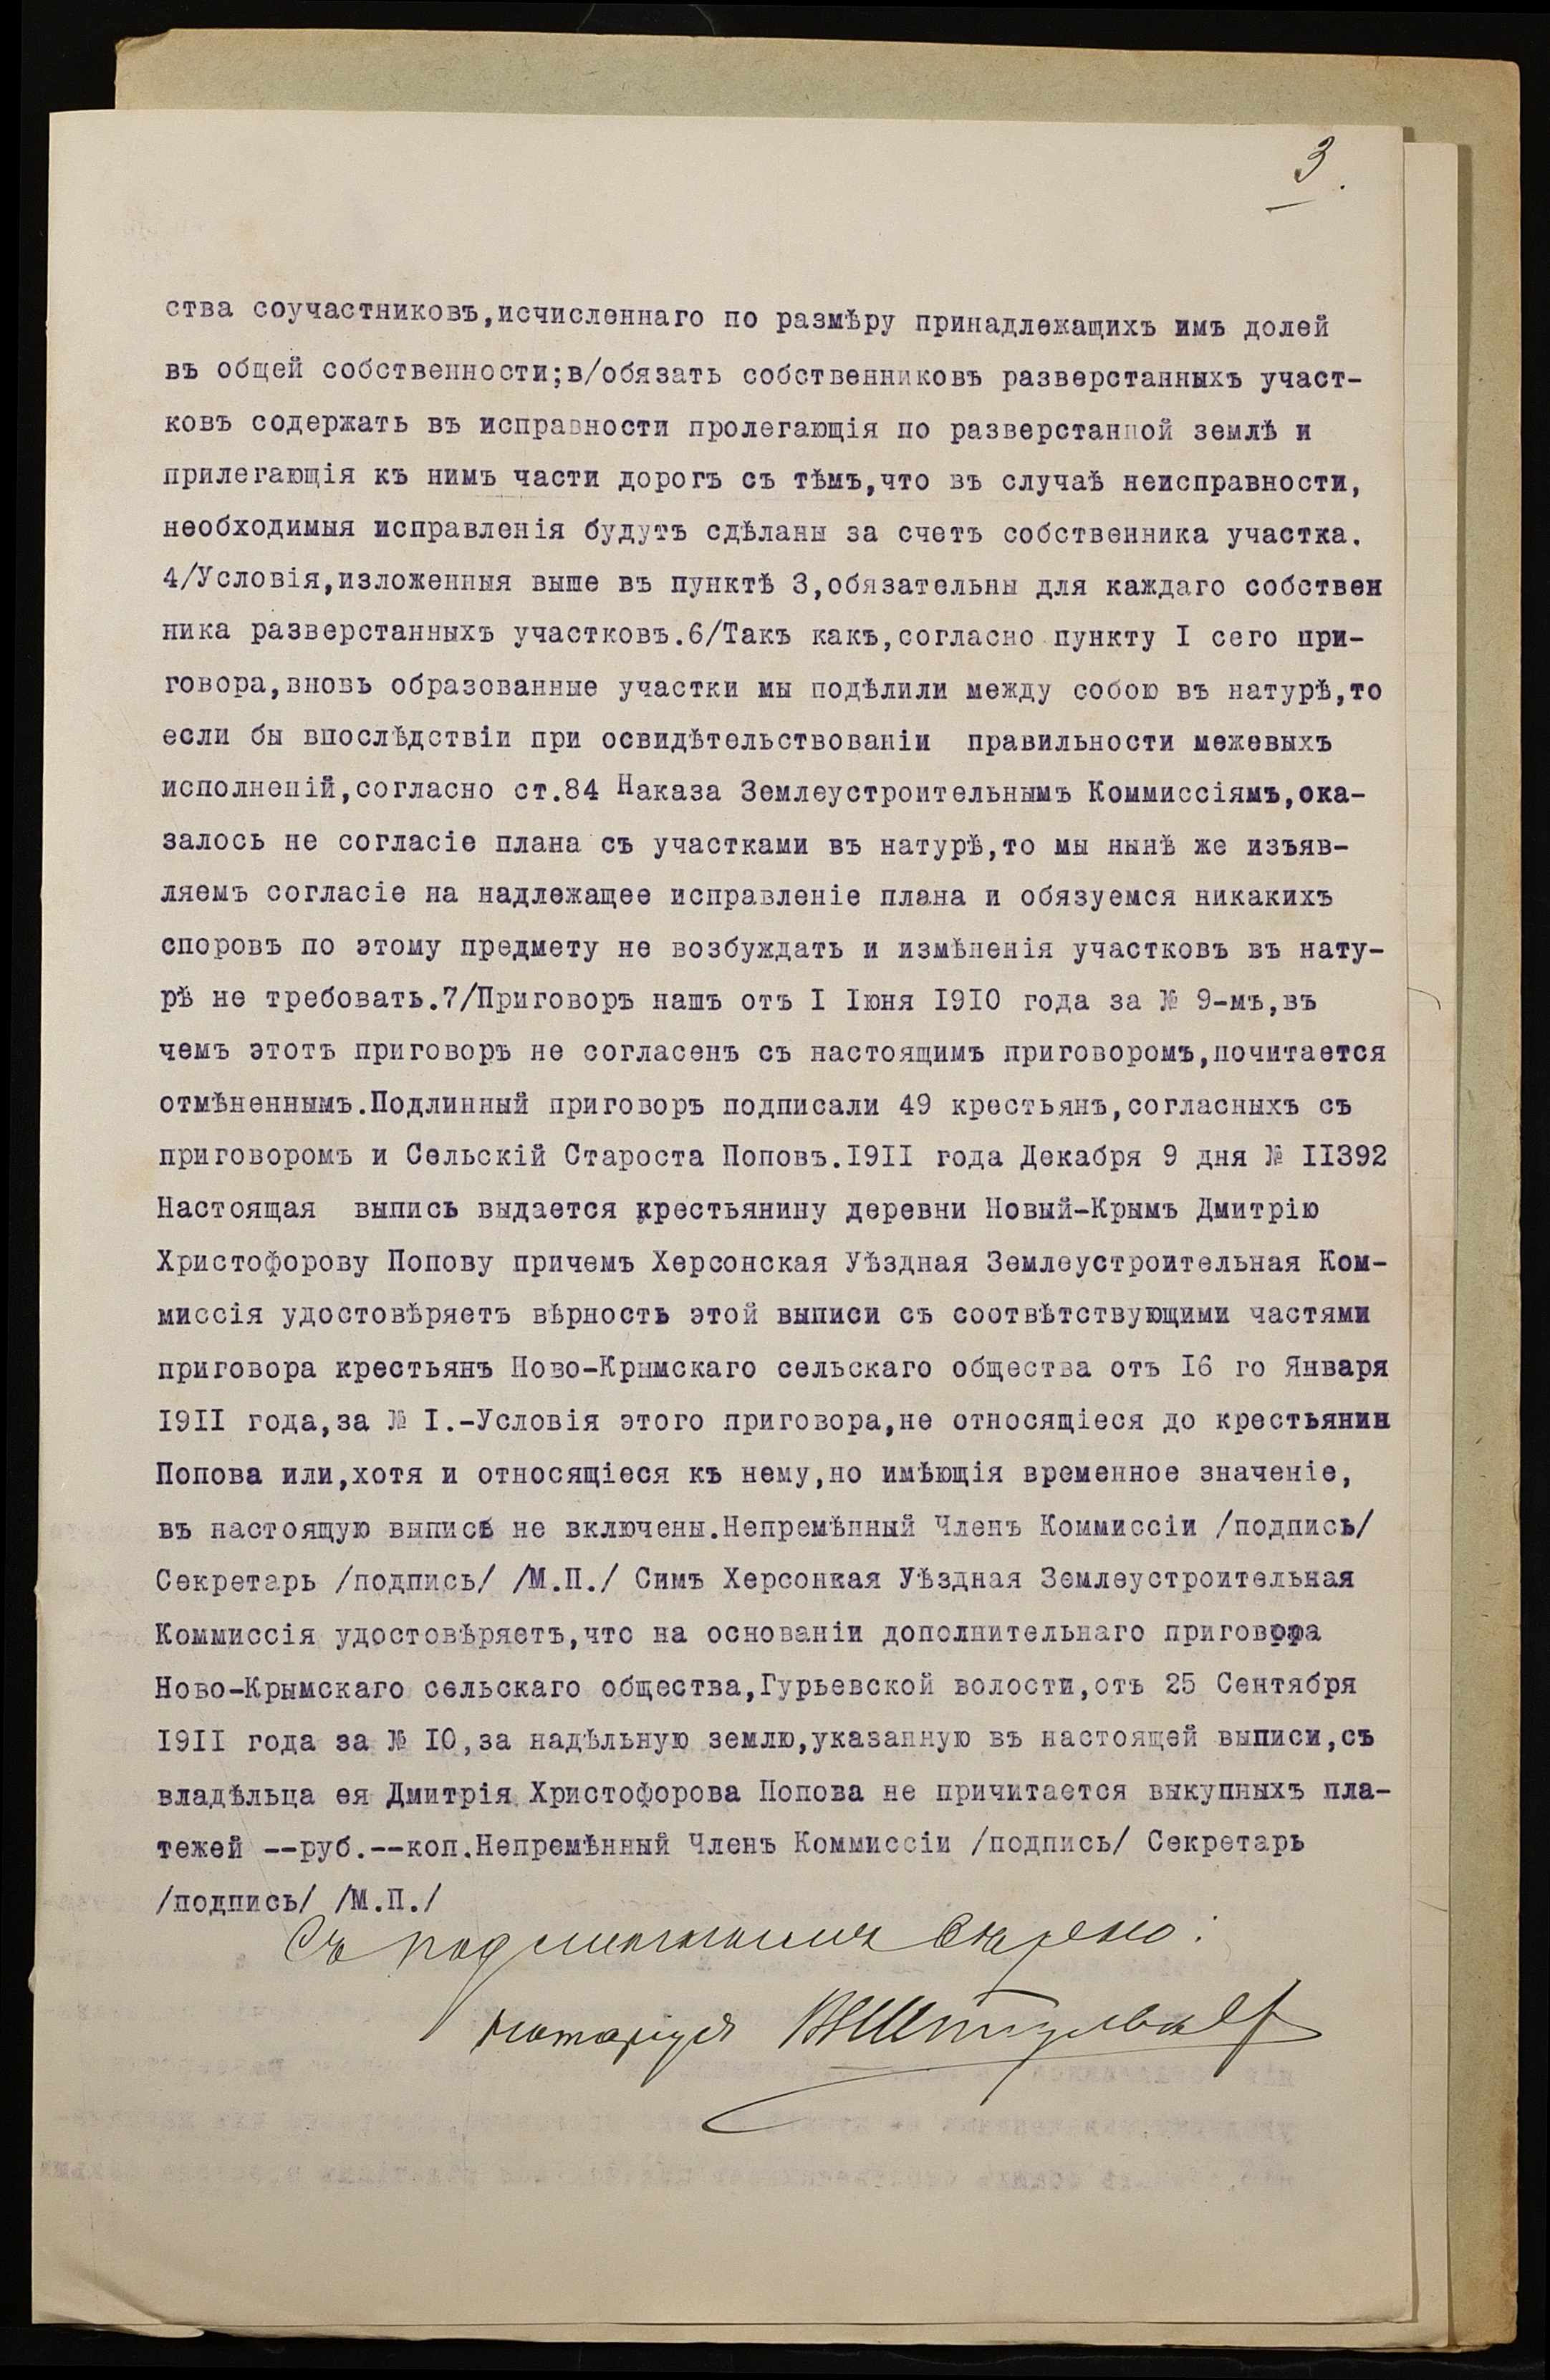 3.
ства соучастниковъ,исчисленнаго по размѣру принадлежащихъ имъ долей
въ общей собственности;в/обязать собственниковъ разверстанныхъ участ-
ковъ содержать въ исправности пролегающія по разверстанной землѣ и
прилегающія къ нимъ части дорогъ съ тѣмъ,что въ случаѣ неисправности,
необходимыя исправленія будутъ сдѣланы за счетъ собственника участка.
4/Условія,изложенныя выше въ пунктѣ 3,обязательны для каждаго собствен
ника разверстанныхъ участковъ.6/Такъ какъ,согласно пункту I сего при-
говора,вновь образованные участки мы подѣлили между собою въ натурѣ,то
если бы впослѣдствіи при освидѣтельствованіи правильности межевыхъ
исполненій,согласно ст.84 Наказа Землеустроительнымъ Коммиссіямъ,ока-
залось не согласіе плана съ участками въ натурѣ,то мы нынѣ же изъяв-
ляемъ согласіе на надлежащее исправленіе плана и обязуемся никакихъ
споровъ по этому предмету не возбуждать и измѣненія участковъ въ нату-
рѣ не требовать.7/Приговоръ нашъ отъ I Іюня I9I0 года за № 9-мъ,въ
чемъ этотъ приговоръ не согласенъ съ настоящимъ приговоромъ,почитается
отмѣненнымъ.Подлинный приговоръ подписали 49 крестьянъ,согласныхъ съ
приговоромъ и Сельскій Староста Поповъ.I9II года Декабря 9 дня № II392
Настоящая выпись выдается крестьянину деревни Новый-Крымъ Дмитрію
Христофорову Попову причемъ Херсонская Уѣздная Землеустроительная Ком-
миссія удостовѣряетъ вѣрность этой выписи съ соотвѣтствующими частями
приговора крестьянъ Ново-Крымскаго сельскаго общества отъ I6 го Января
I9II года,за № I.-Условія этого приговора,не относящіеся до крестьянин
Попова или,хотя и относящіеся къ нему,но имѣющія временное значеніе,
въ настоящую выпись не включены.Непремѣнный Членъ Коммиссіи /подпись/
Секретарь /подпись/ /М.П./ Симъ Херсонкая Уѣздная Землеустроительная
Коммиссія удостовѣряетъ,что на основаніи дополнительнаго приговора
Ново-Крымскаго сельскаго общества,Гурьевской волости,отъ 25 Сентября
I9II года за № I0,за надѣльную землю,указанную въ настоящей выписи,съ
владѣльца ея Дмитрія Христофорова Попова не причитается выкупныхъ пла-
тежей --руб.--коп.Непремѣнный Членъ Коммиссіи /подпись/ Секретарь
/подпись/ /М.П./
Съ подлиннымъ вѣрно:
Нотаріусъ